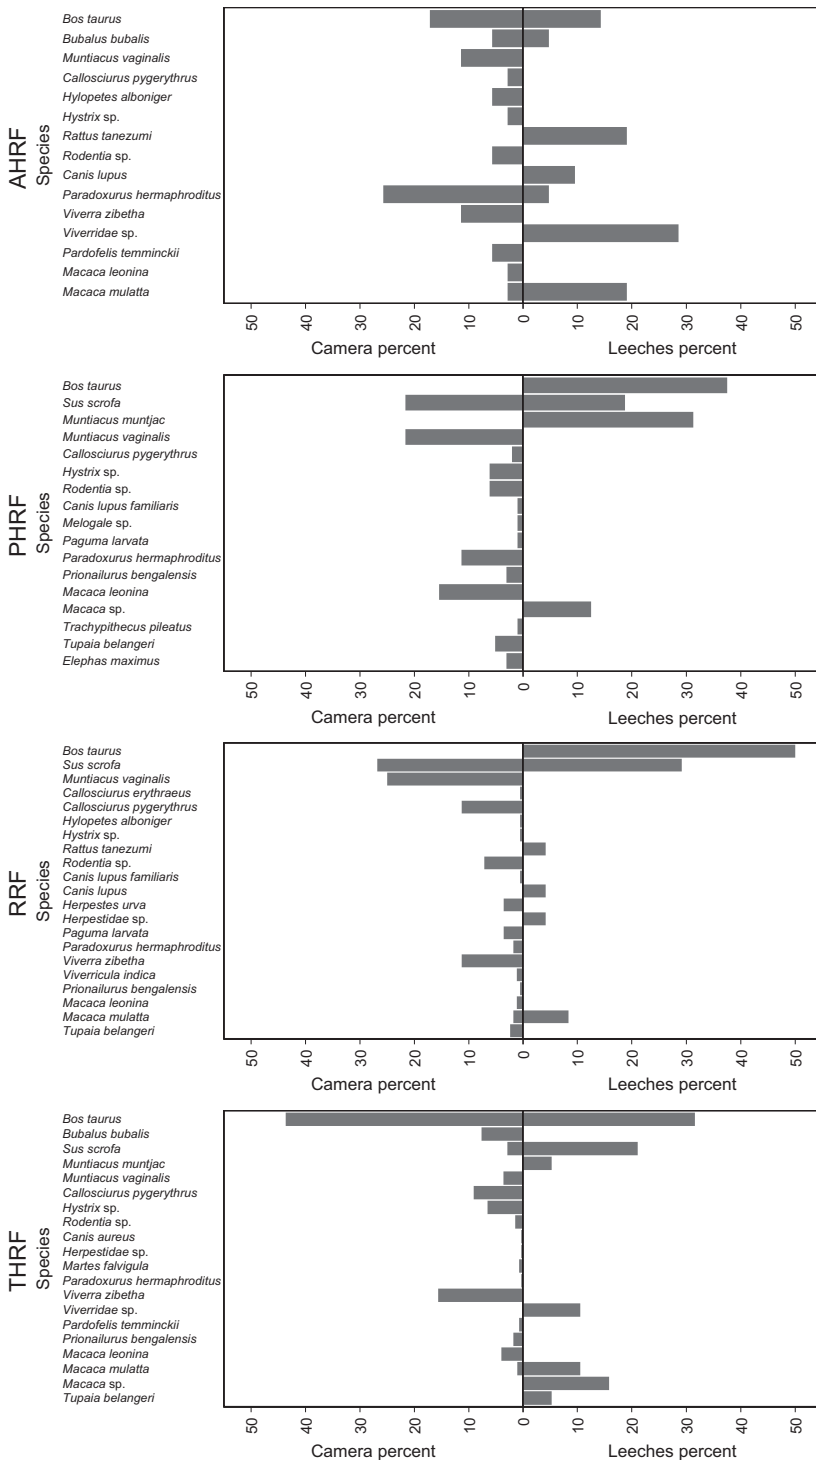 AHRF
Species
Bos taurus
Bubalus bubalis
Muntiacus vaginalis
Callosciurus pygerythrus
Hylopetes alboniger
Hystrix sp.
Rattus tanezumi
Rodentia sp.
Canis lupus
Paradoxurus hermaphroditus
Viverra zibetha
Viverridae sp.
Pardofelis temminckii
Macaca leonina
Macaca mulatta
50 40 30 20 10 0 10 20 30 40 50
Camera percent Leeches percent
PHRF
Species
Bos taurus
Sus scrofa
Muntiacus muntjac
Muntiacus vaginalis
Callosciurus pygerythrus
Hystrix sp.
Rodentia sp.
Canis lupus familiaris
Melogale sp.
Paguma larvata
Paradoxurus hermaphroditus
Prionailurus bengalensis
Macaca leonina
Macaca sp.
Trachypithecus pileatus
Tupaia belangeri
Elephas maximus
50 40 30 20 10 0 10 20 30 40 50
Camera percent Leeches percent
RRF
Species
Bos taurus
Sus scrofa
Muntiacus vaginalis
Callosciurus erythraeus
Callosciurus pygerythrus
Hylopetes alboniger
Hystrix sp.
Rattus tanezumi
Rodentia sp.
Canis lupus familiaris
Canis lupus
Herpestes urva
Herpestidae sp.
Paguma larvata
Paradoxurus hermaphroditus
Viverra zibetha
Viverricula indica
Prionailurus bengalensis
Macaca leonina
Macaca mulatta
Tupaia belangeri
50 40 30 20 10 0 10 20 30 40 50
Camera percent Leeches percent
THRF
Species
Bos taurus
Bubalus bubalis
Sus scrofa
Muntiacus muntjac
Muntiacus vaginalis
Callosciurus pygerythrus
Hystrix sp.
Rodentia sp.
Canis aureus
Herpestidae sp.
Martes falvigula
Paradoxurus hermaphroditus
Viverra zibetha
Viverridae sp.
Pardofelis temminckii
Prionailurus bengalensis
Macaca leonina
Macaca mulatta
Macaca sp.
Tupaia belangeri
50 40 30 20 10 0 10 20 30 40 50
Camera percent Leeches percent